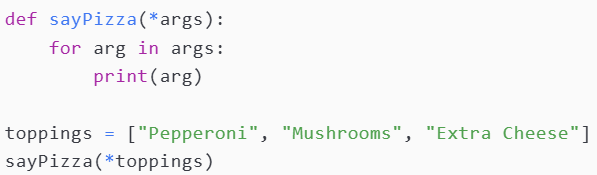 def sayPizza(*args):
    for arg in args:
        print(arg)

toppings = ["Pepperoni", "Mushrooms", "Extra Cheese"]
sayPizza(*toppings)